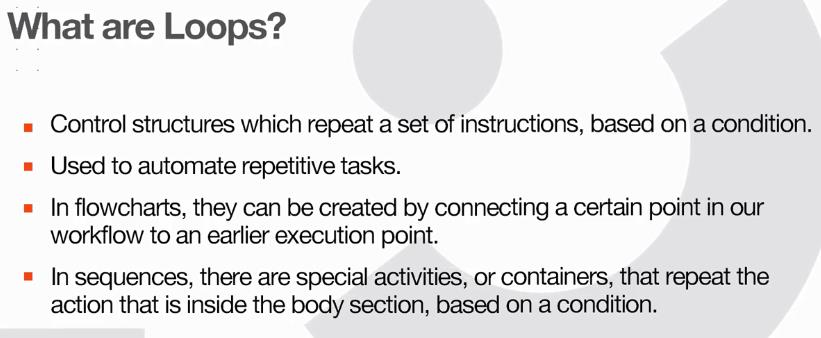 What are Loops?
Control structures which repeat a set of instructions, based on a condition.
Used to automate repetitive tasks.
In flowcharts, they can be created by connecting a certain point in our
workflow to an earlier execution point.
In sequences, there are special activities, or containers, that repeat the
action that is inside the body section, based on a condition.